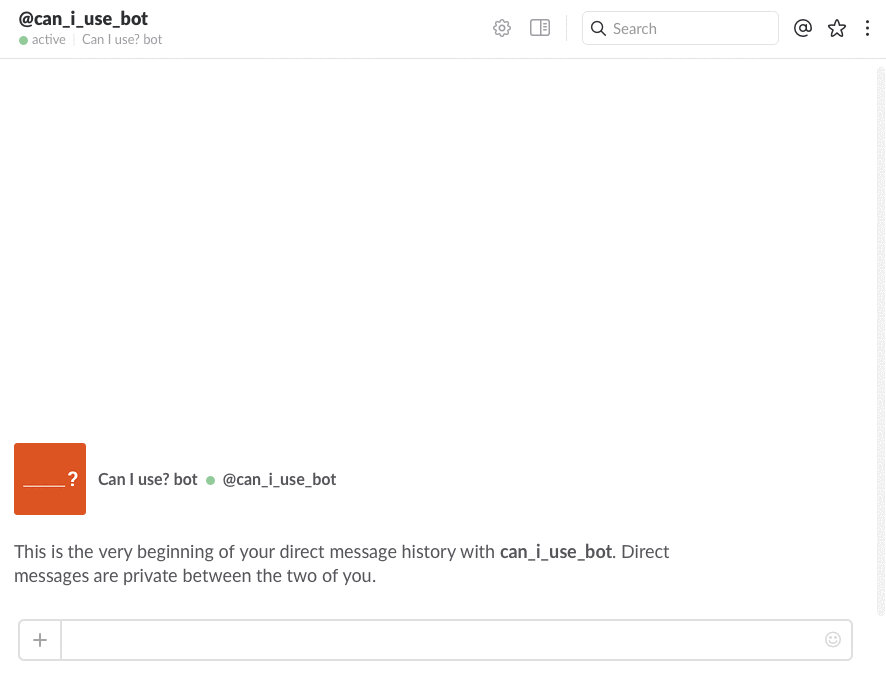 @can_i_use_bot
active Can I use? bot
Search
____?
Can I use? bot @can_i_use_bot
This is the very beginning of your direct message history with can_i_use_bot. Direct
messages are private between the two of you.